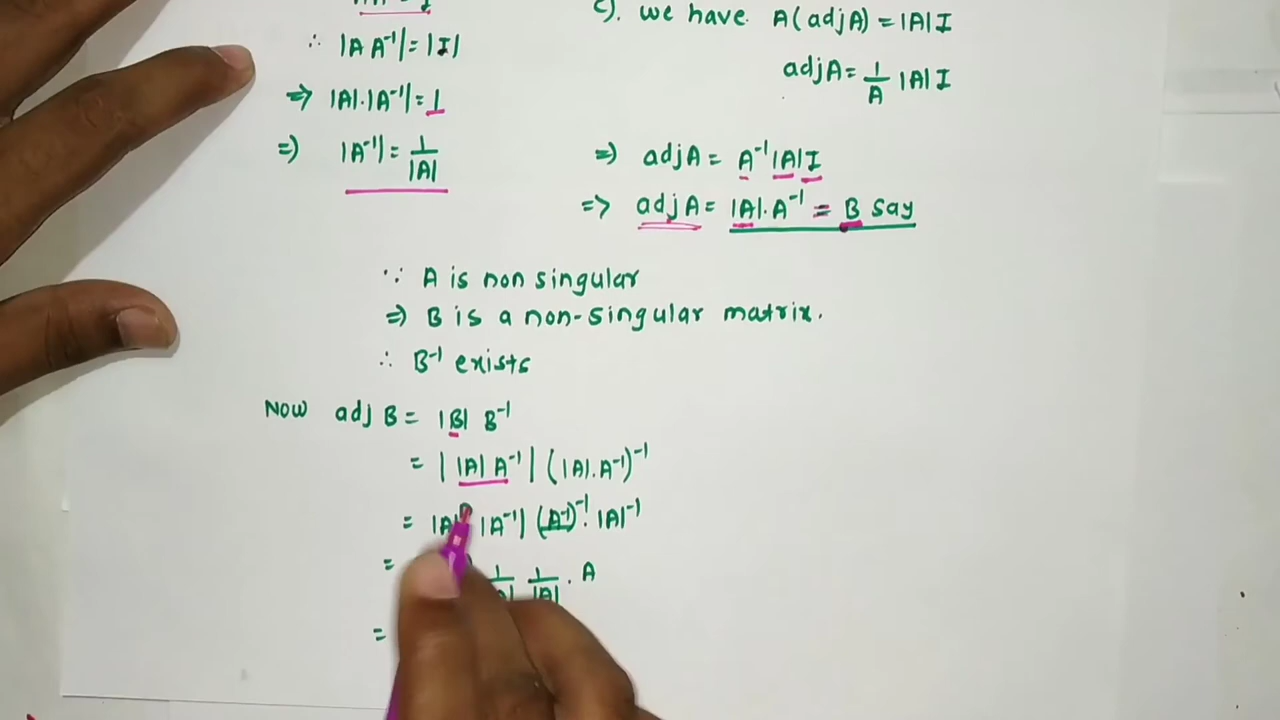 ∴ |A A⁻¹| = |I|
⇒ |A|.|A⁻¹| = 1
⇒ |A⁻¹| = 1/|A|
c). we have A(adjA) = |A|I
adjA = 1/A |A| I
⇒ adjA = A⁻¹|A|I
⇒ adjA = |A|.A⁻¹ = B say
∵ A is non singular
⇒ B is a non-singular matrix.
∴ B⁻¹ exists
Now adj B = |B| B⁻¹
= | |A| A⁻¹ | (|A|.A⁻¹)⁻¹
= |A| |A⁻¹| (A⁻¹)⁻¹. |A|⁻¹
= 1/|A| 1/|A| . A
=